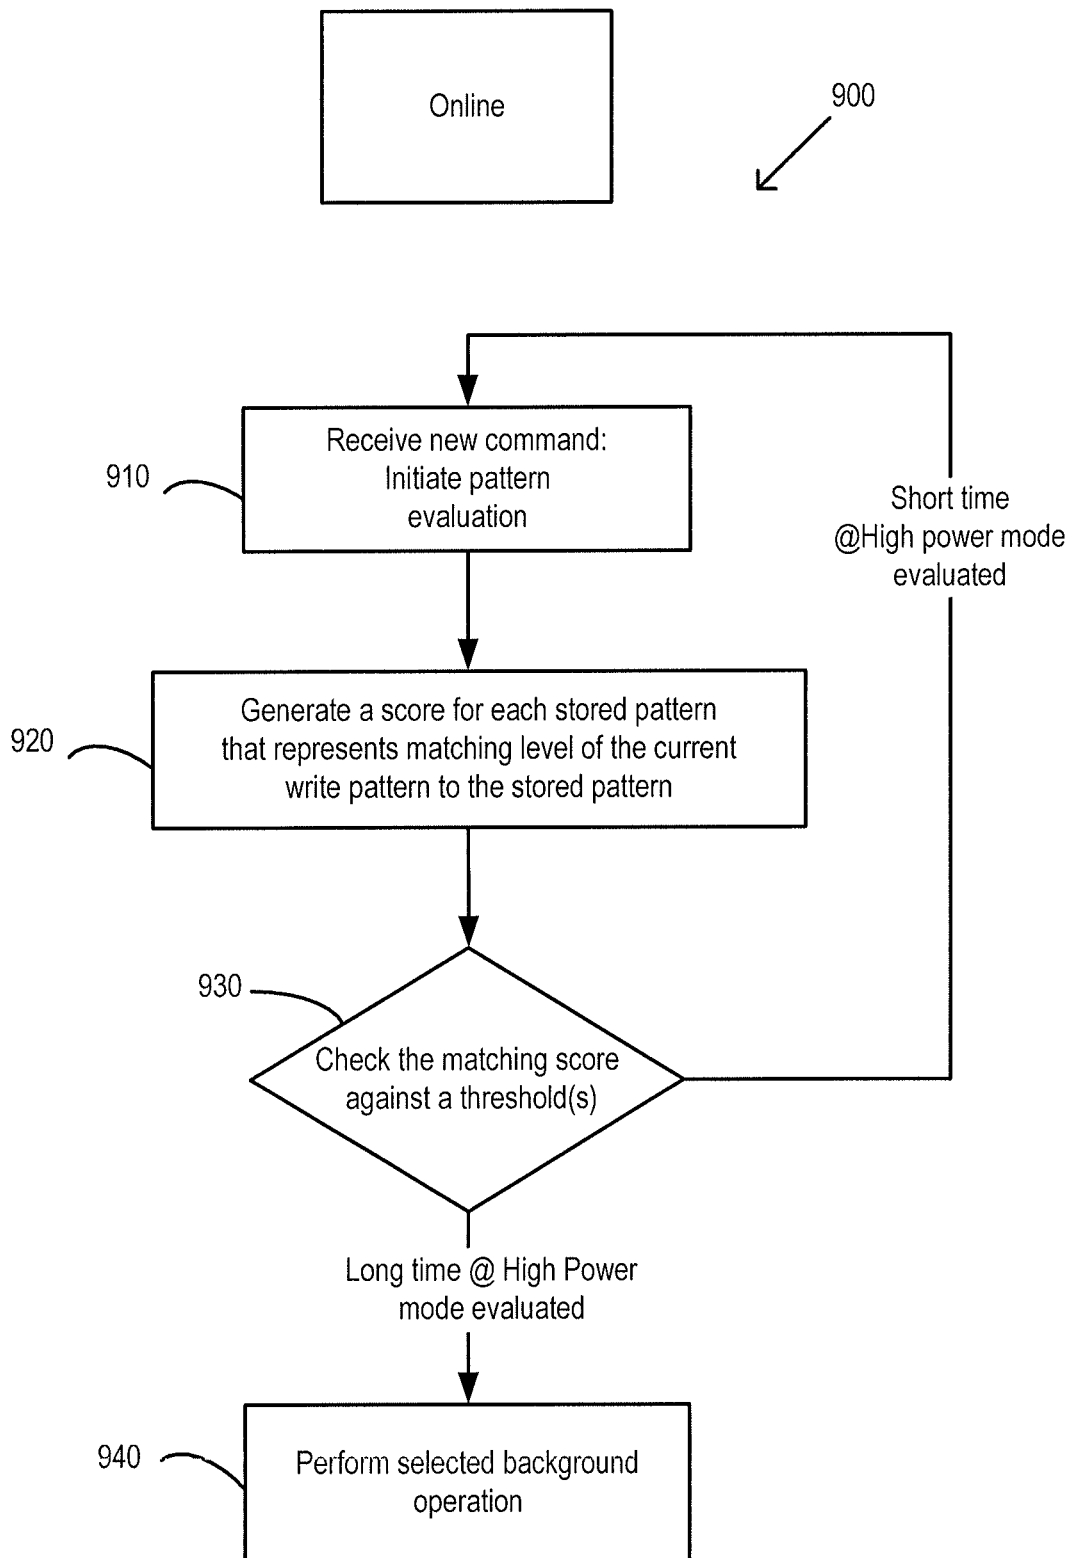 Online
900
Receive new command:
Initiate pattern
evaluation
910
Short time
@High power mode
evaluated
Generate a score for each stored pattern
that represents matching level of the current
write pattern to the stored pattern
920
930
Check the matching score
against a threshold(s)
Long time @ High Power
mode evaluated
940
Perform selected background
operation